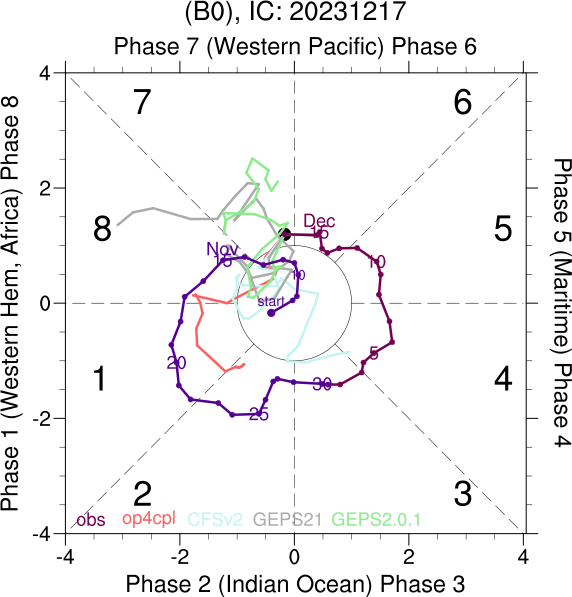 (B0), IC: 20231217
Phase 7 (Western Pacific) Phase 6
Phase 1 (Western Hem, Africa) Phase 8
Phase 5 (Maritime) Phase 4
4
2
0
-2
-4
7
6
8
5
1
4
2
3
Dec
15
Nov
15
10
10
start
5
20
25
30
obs
op4cpl
CFSv2
GEPS21
GEPS2.0.1
-4
-2
0
2
4
Phase 2 (Indian Ocean) Phase 3